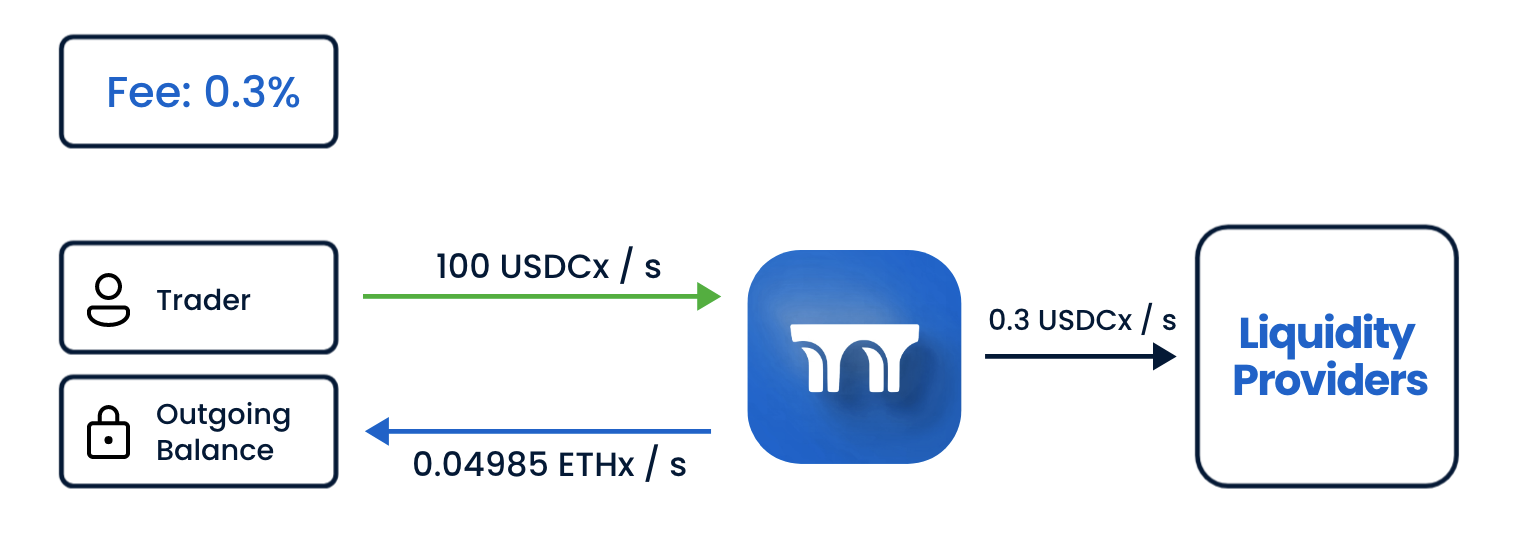 Fee: 0.3%
Trader
100 USDCx / s
Outgoing
Balance
0.04985 ETHx / s
0.3 USDCx / s
Liquidity
Providers